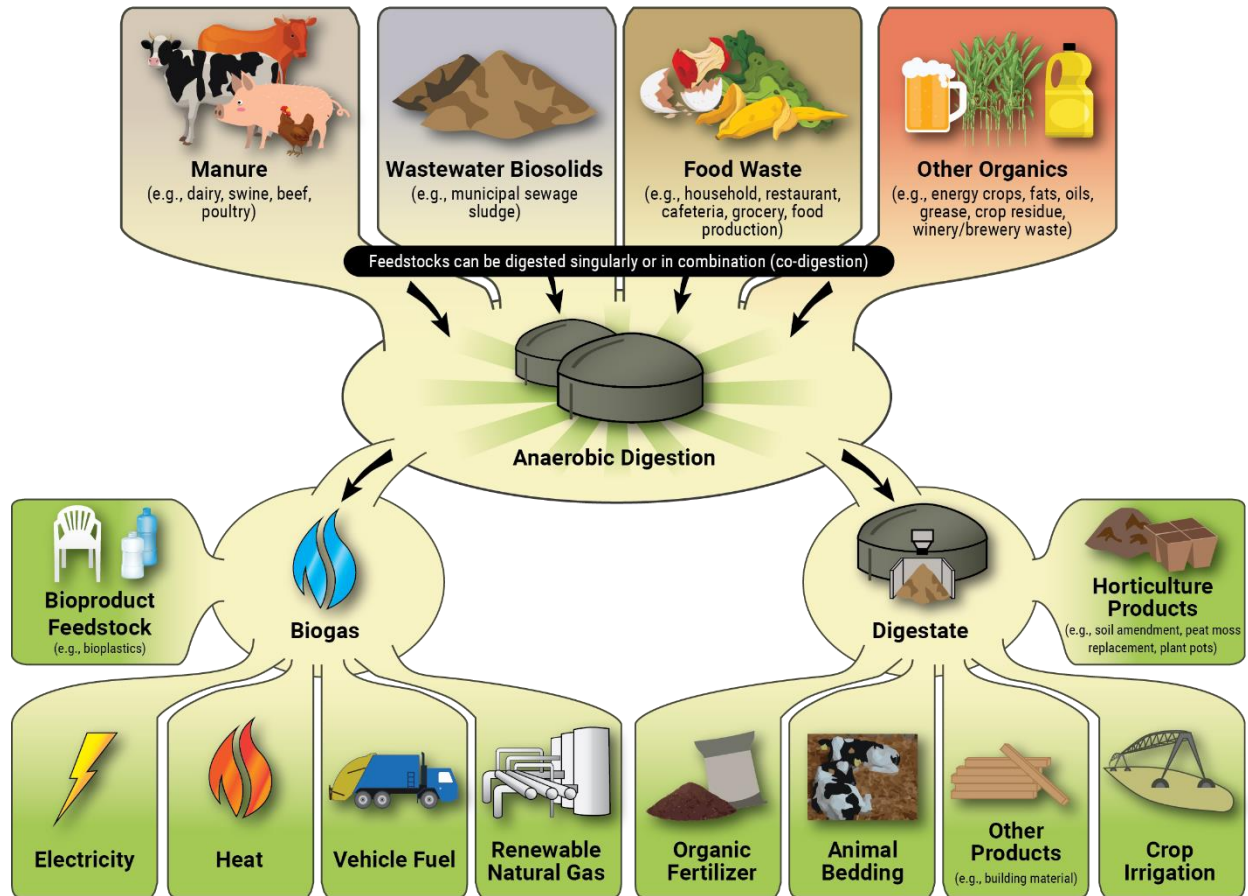 Manure
(e.g., dairy, swine, beef,
poultry)
Wastewater Biosolids
(e.g., municipal sewage
sludge)
Food Waste
(e.g., household, restaurant,
cafeteria, grocery, food
production)
Other Organics
(e.g., energy crops, fats, oils,
grease, crop residue,
winery/brewery waste)
Feedstocks can be digested singularly or in combination (co-digestion)
Anaerobic Digestion
Bioproduct
Feedstock
(e.g., bioplastics)
Biogas
Digestate
Horticulture
Products
(e.g., soil amendment, peat moss
replacement, plant pots)
Electricity
Heat
Vehicle Fuel
Renewable
Natural Gas
Organic
Fertilizer
Animal
Bedding
Other
Products
(e.g., building material)
Crop
Irrigation